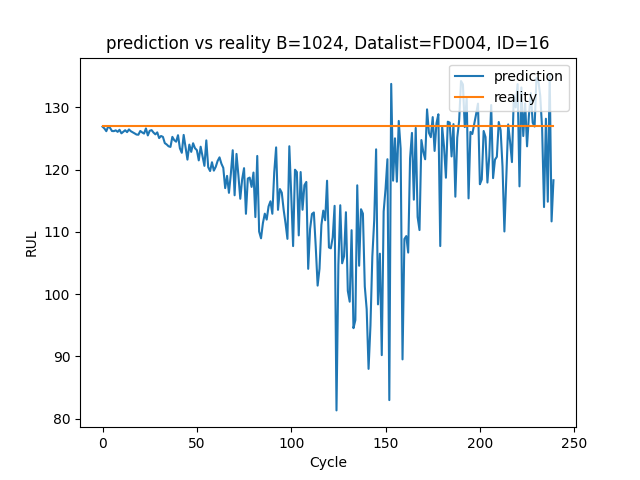 prediction vs reality B=1024, Datalist=FD004, ID=16
prediction
reality
RUL
130
120
110
100
90
80
0
50
100
150
200
250
Cycle